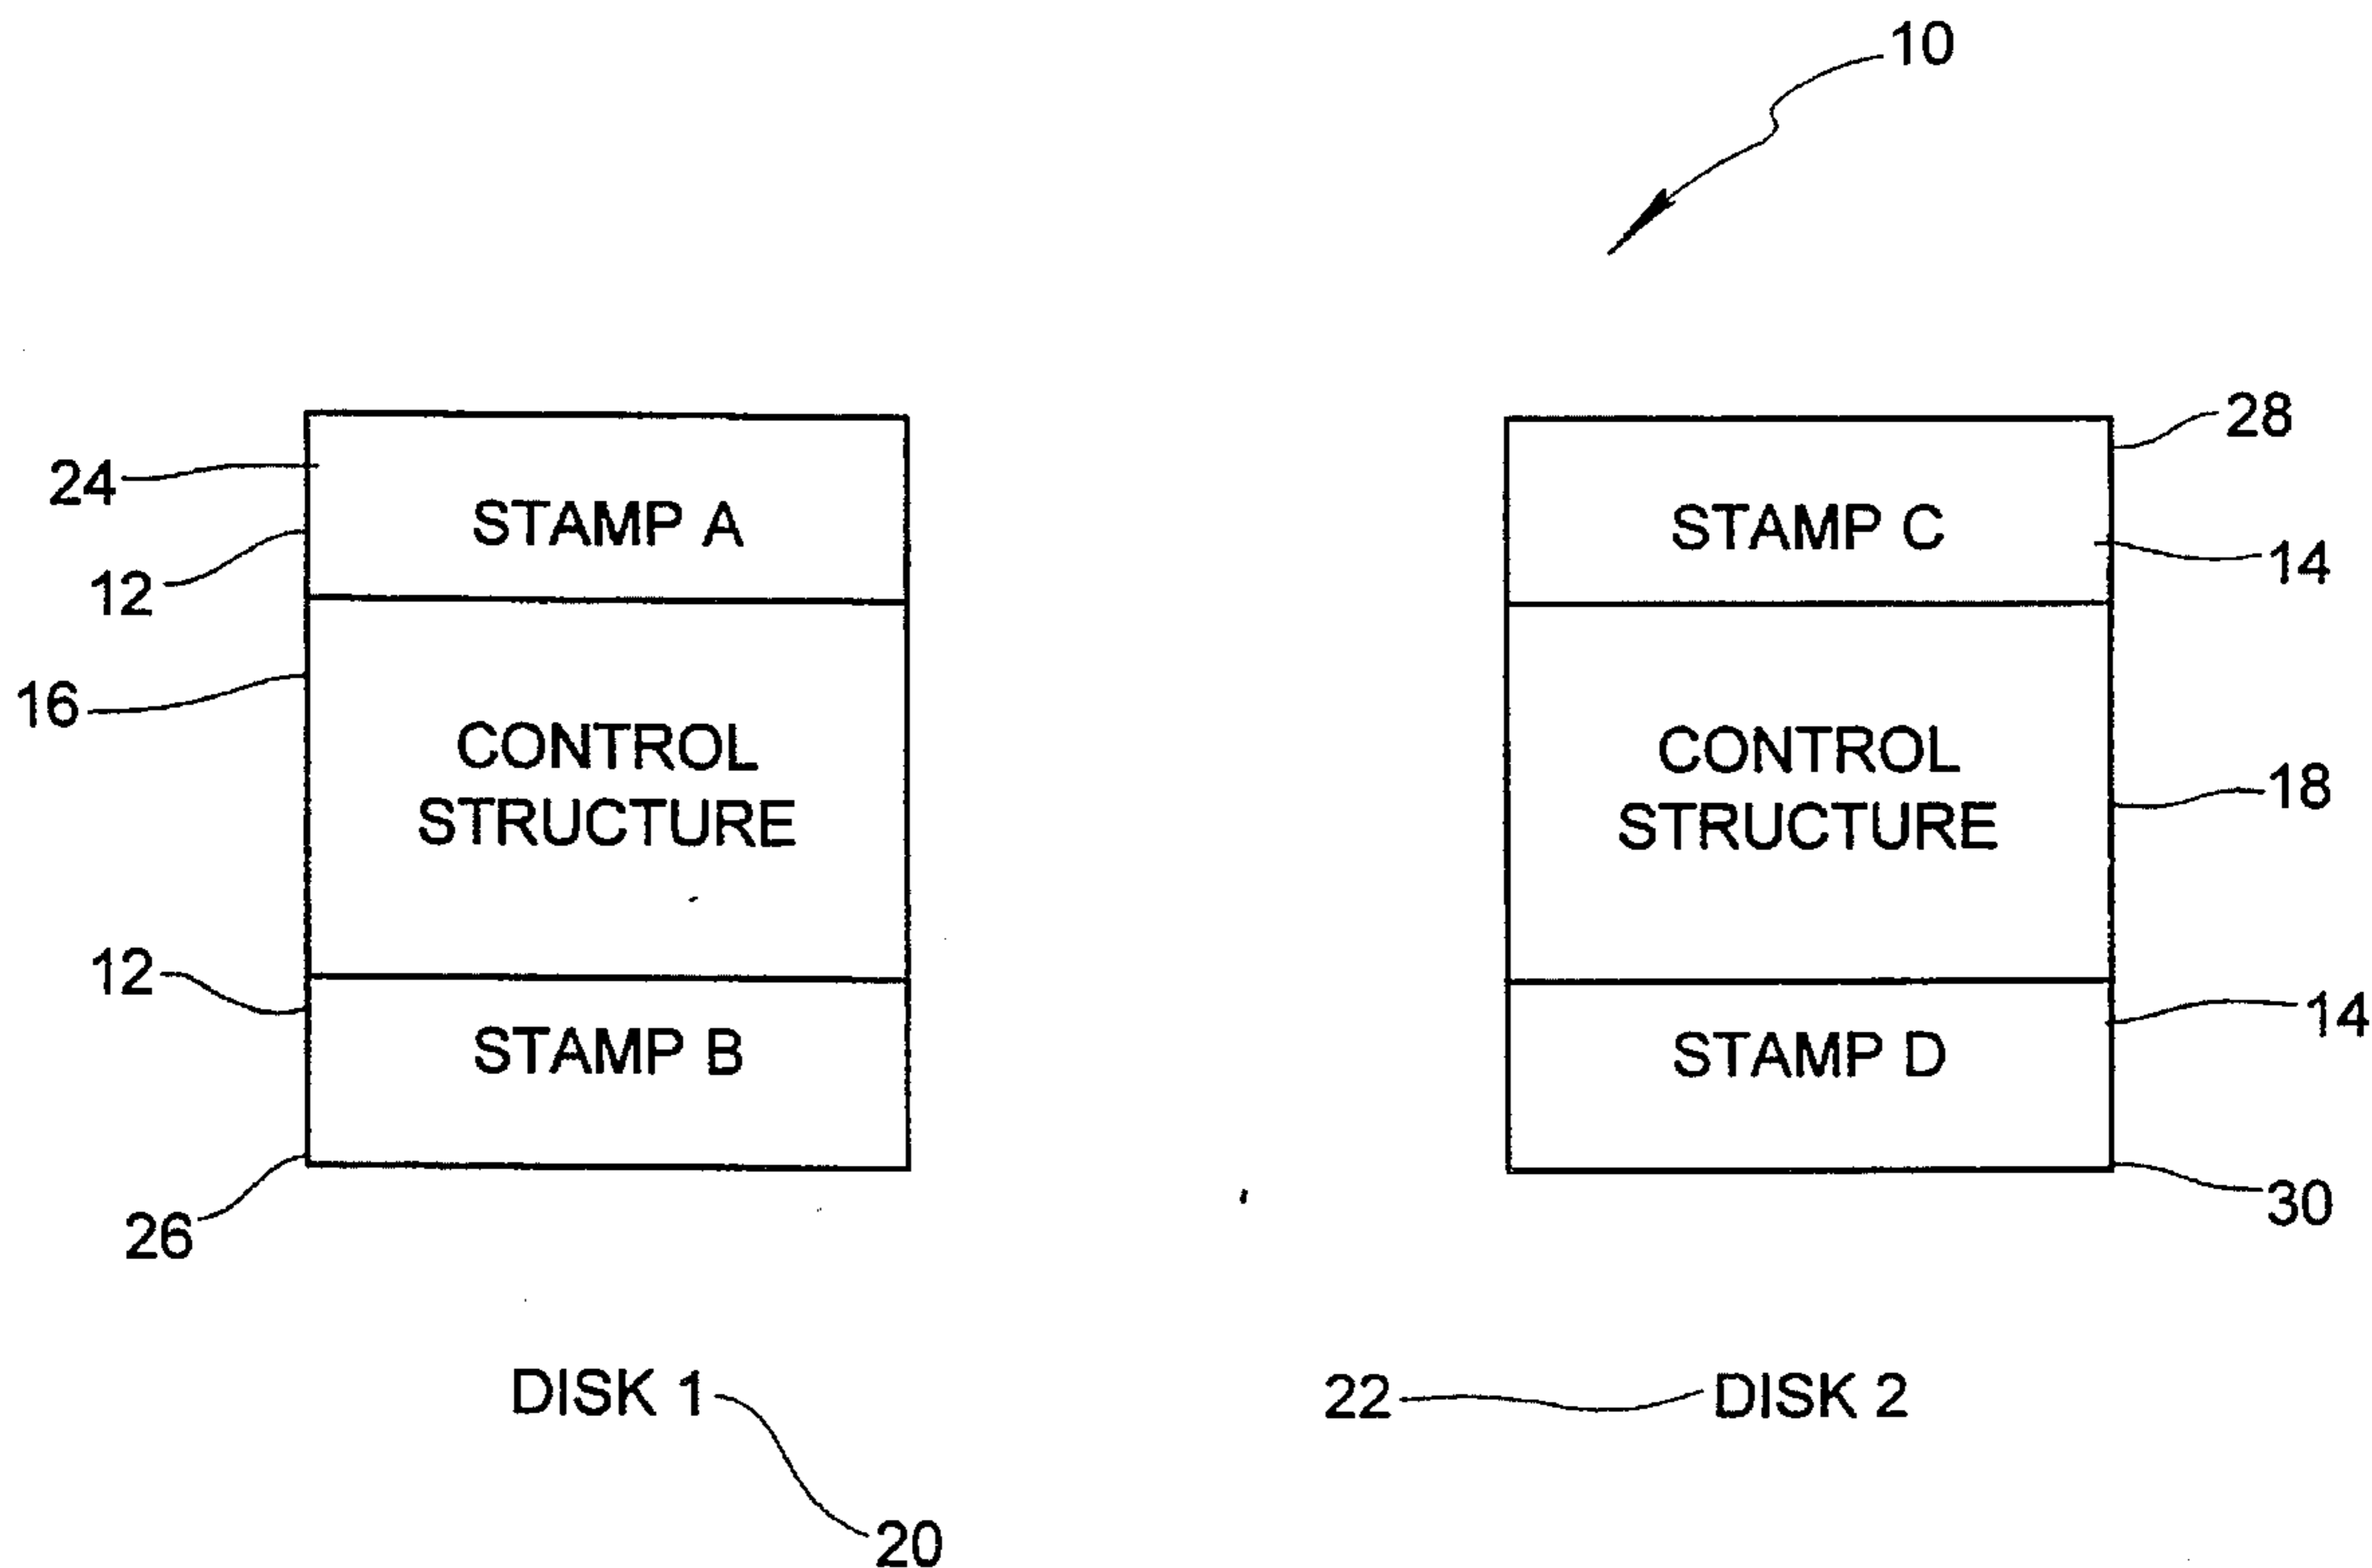 10
24
12
16
12
26
STAMP A
CONTROL
STRUCTURE
STAMP B
DISK 1
20
STAMP C
CONTROL
STRUCTURE
STAMP D
28
14
18
14
30
22
DISK 2